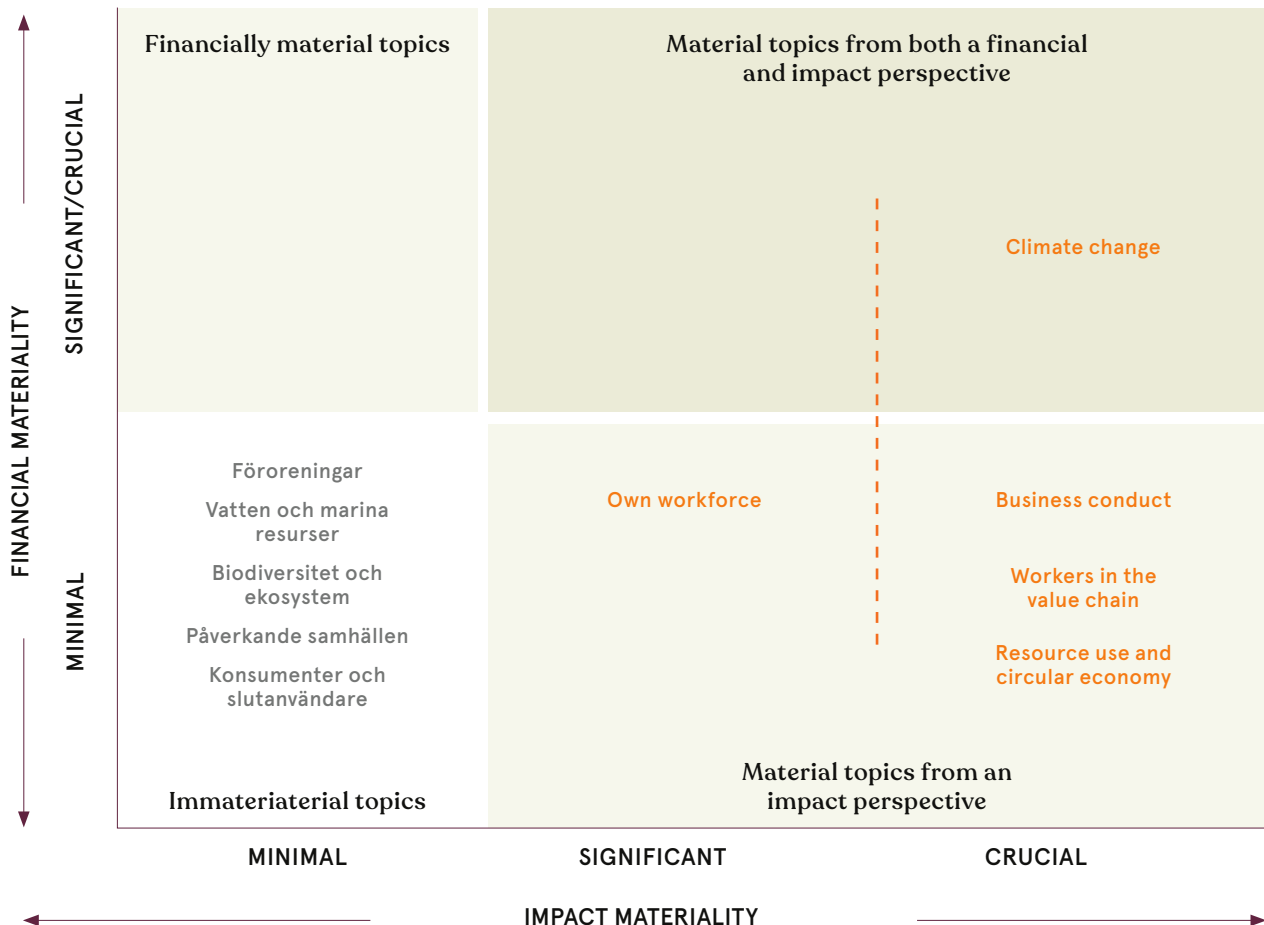 Financially material topics
Material topics from both a financial
and impact perspective
SIGNIFICANT/CRUCIAL
Climate change
FINANCIAL MATERIALITY
MINIMAL
Föroreningar
Vatten och marina
resurser
Biodiversitet och
ekosystem
Påverkande samhällen
Konsumenter och
slutanvändare
Immateriaterial topics
Own workforce
Business conduct
Workers in the
value chain
Resource use and
circular economy
Material topics from an
impact perspective
MINIMAL
SIGNIFICANT
CRUCIAL
IMPACT MATERIALITY